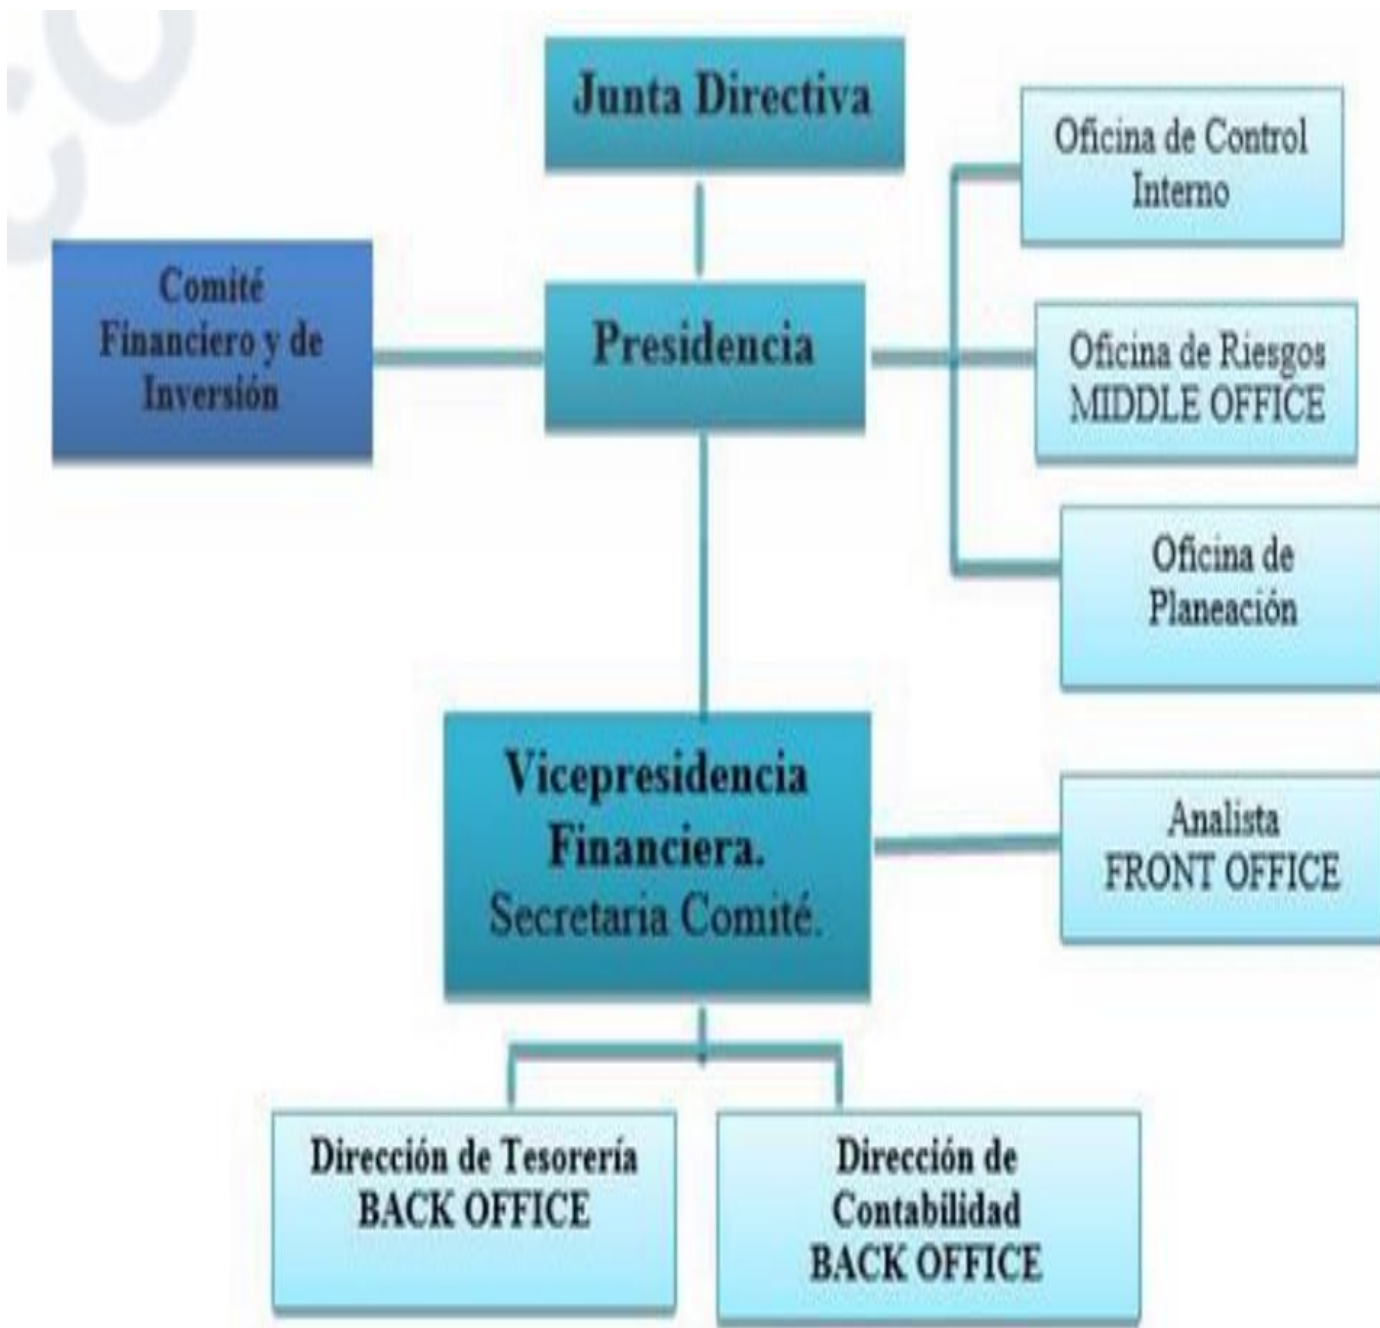 Junta Directiva
Oficina de Control
Interno
Comité
Financiero y de
Inversión
Presidencia
Oficina de Riesgos
MIDDLE OFFICE
Oficina de
Planeación
Vicepresidencia
Financiera.
Secretaria Comité.
Analista
FRONT OFFICE
Dirección de Tesorería
BACK OFFICE
Dirección de
Contabilidad
BACK OFFICE